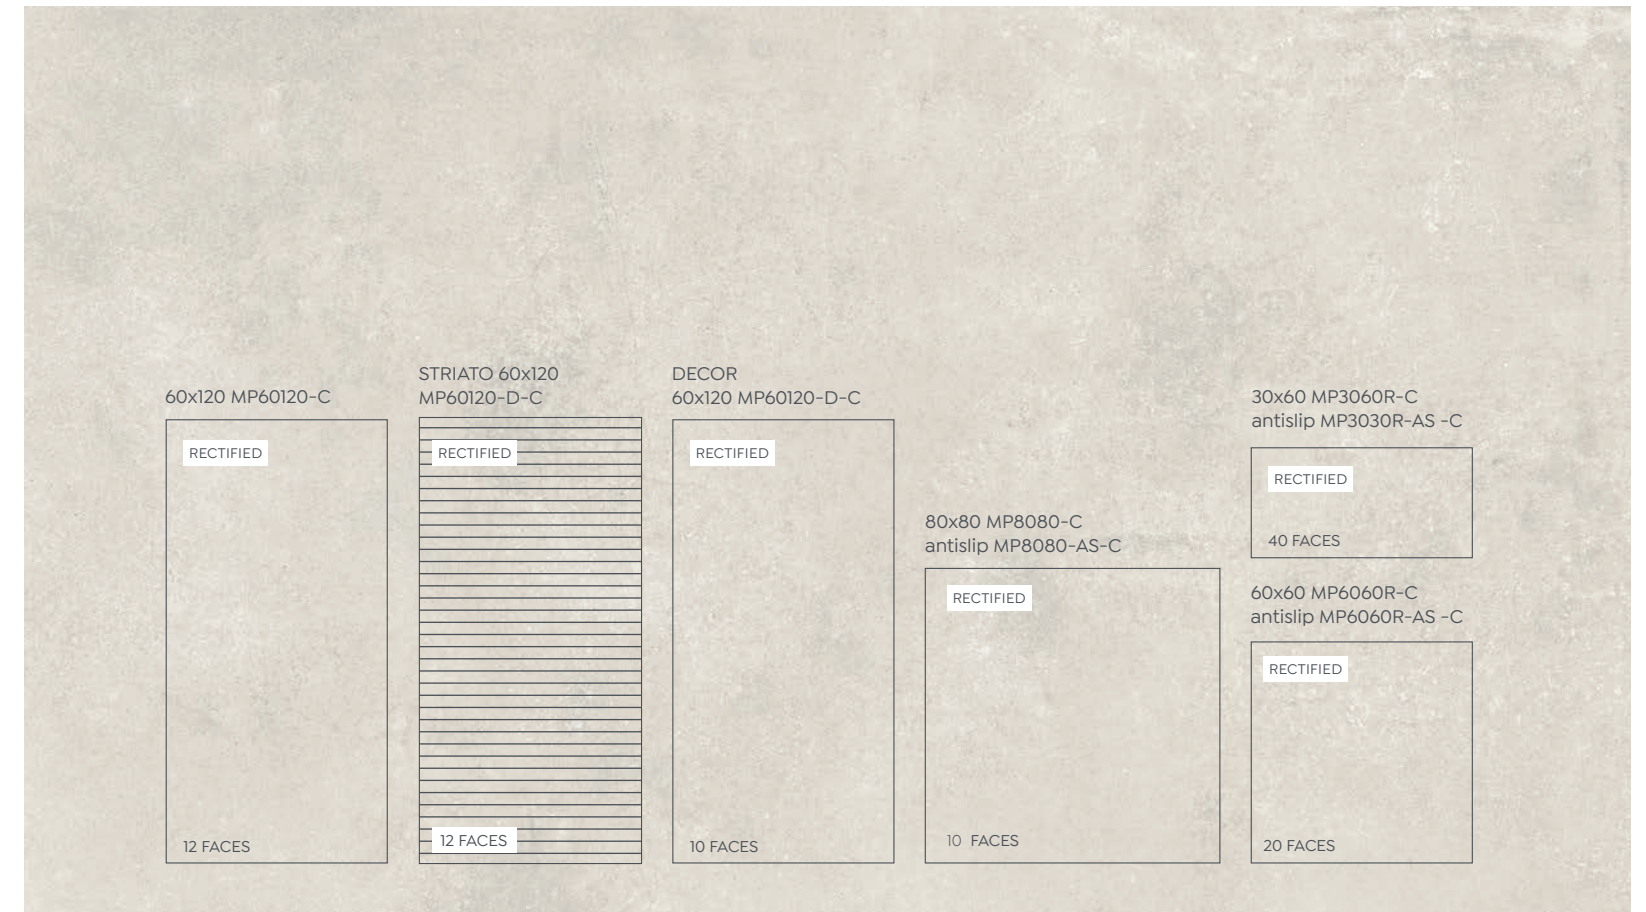 60x120 MP60120-C
RECTIFIED
12 FACES
STRIATO 60x120
MP60120-D-C
RECTIFIED
12 FACES
DECOR
60x120 MP60120-D-C
RECTIFIED
10 FACES
80x80 MP8080-C
antislip MP8080-AS-C
RECTIFIED
10 FACES
30x60 MP3060R-C
antislip MP3030R-AS -C
RECTIFIED
40 FACES
60x60 MP6060R-C
antislip MP6060R-AS -C
RECTIFIED
20 FACES